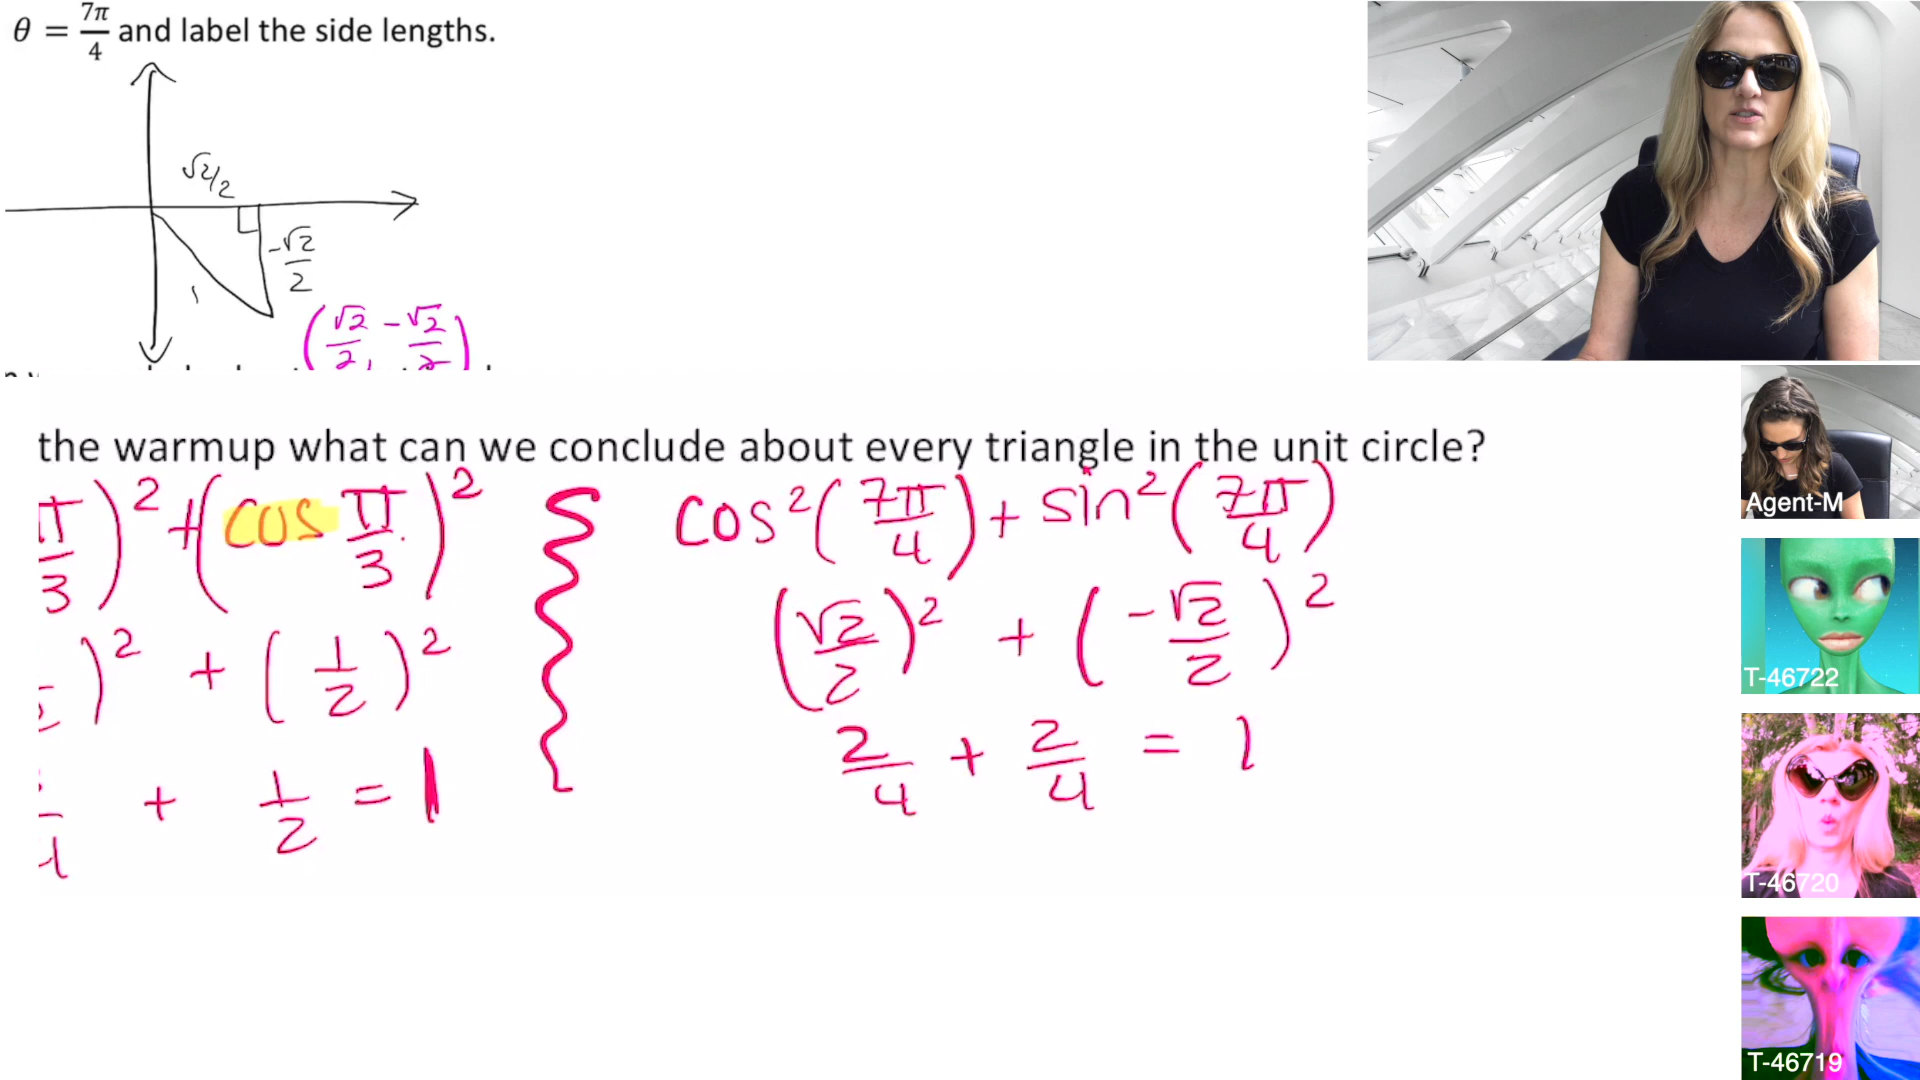 θ = 7π/4 and label the side lengths.
√2/2
-√2/2
1
(√2/2, -√2/2)
the warmup what can we conclude about every triangle in the unit circle?
π/3)² + (cos π/3)²
)² + (1/2)²
+ 1/2 = 1
cos²(7π/4) + sin²(7π/4)
(√2/2)² + (-√2/2)²
2/4 + 2/4 = 1
Agent-M
T-46722
T-46720
T-46719